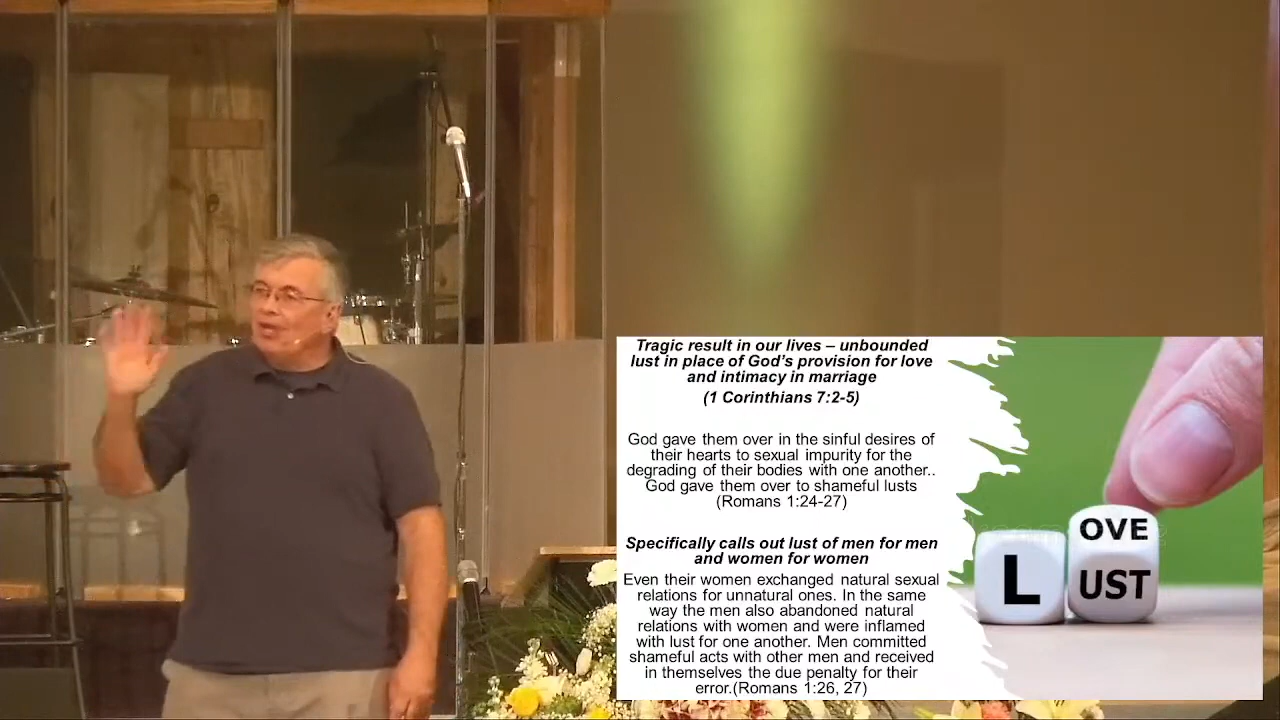 Tragic result in our lives – unbounded
lust in place of God's provision for love
and intimacy in marriage
(1 Corinthians 7:2-5)
God gave them over in the sinful desires of
their hearts to sexual impurity for the
degrading of their bodies with one another..
God gave them over to shameful lusts
(Romans 1:24-27)
Specifically calls out lust of men for men
and women for women
Even their women exchanged natural sexual
relations for unnatural ones. In the same
way the men also abandoned natural
relations with women and were inflamed
with lust for one another. Men committed
shameful acts with other men and received
in themselves the due penalty for their
error.(Romans 1:26, 27)
OVE
L UST